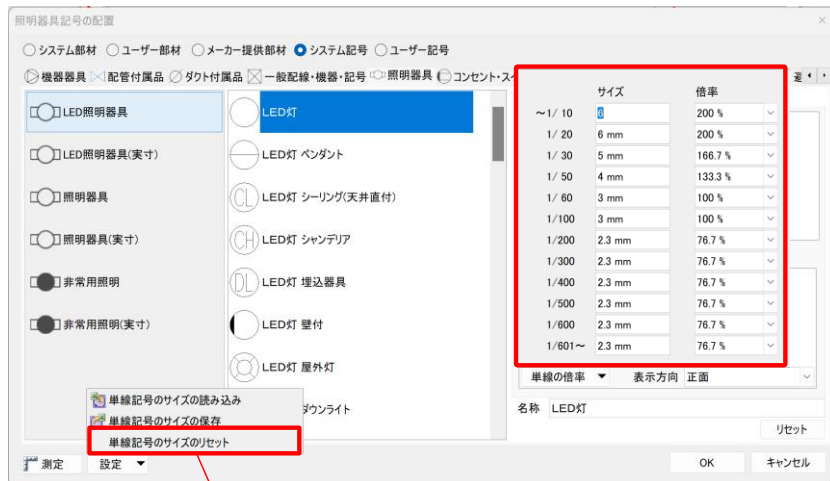 照明器具記号の配置
システム部材 ユーザー部材 メーカー提供部材 システム記号 ユーザー記号
機器器具 配管付属品 ダクト付属品 一般配線・機器・記号 照明器具 コンセント・ス
LED照明器具
LED照明器具(実寸)
照明器具
照明器具(実寸)
非常用照明
非常用照明(実寸)
LED灯
LED灯 ペンダント
LED灯 シーリング(天井直付)
CL
LED灯 シャンデリア
CH
LED灯 埋込器具
DL
LED灯 壁付
LED灯 屋外灯
ダウンライト
サイズ 倍率
～1/ 10 6 200 %
1/ 20 6 mm 200 %
1/ 30 5 mm 166.7 %
1/ 50 4 mm 133.3 %
1/ 60 3 mm 100 %
1/100 3 mm 100 %
1/200 2.3 mm 76.7 %
1/300 2.3 mm 76.7 %
1/400 2.3 mm 76.7 %
1/500 2.3 mm 76.7 %
1/600 2.3 mm 76.7 %
1/601～ 2.3 mm 76.7 %
単線の倍率 ▼ 表示方向 正面
名称 LED灯
リセット
単線記号のサイズの読み込み
単線記号のサイズの保存
単線記号のサイズのリセット
測定 設定 ▼ OK キャンセル